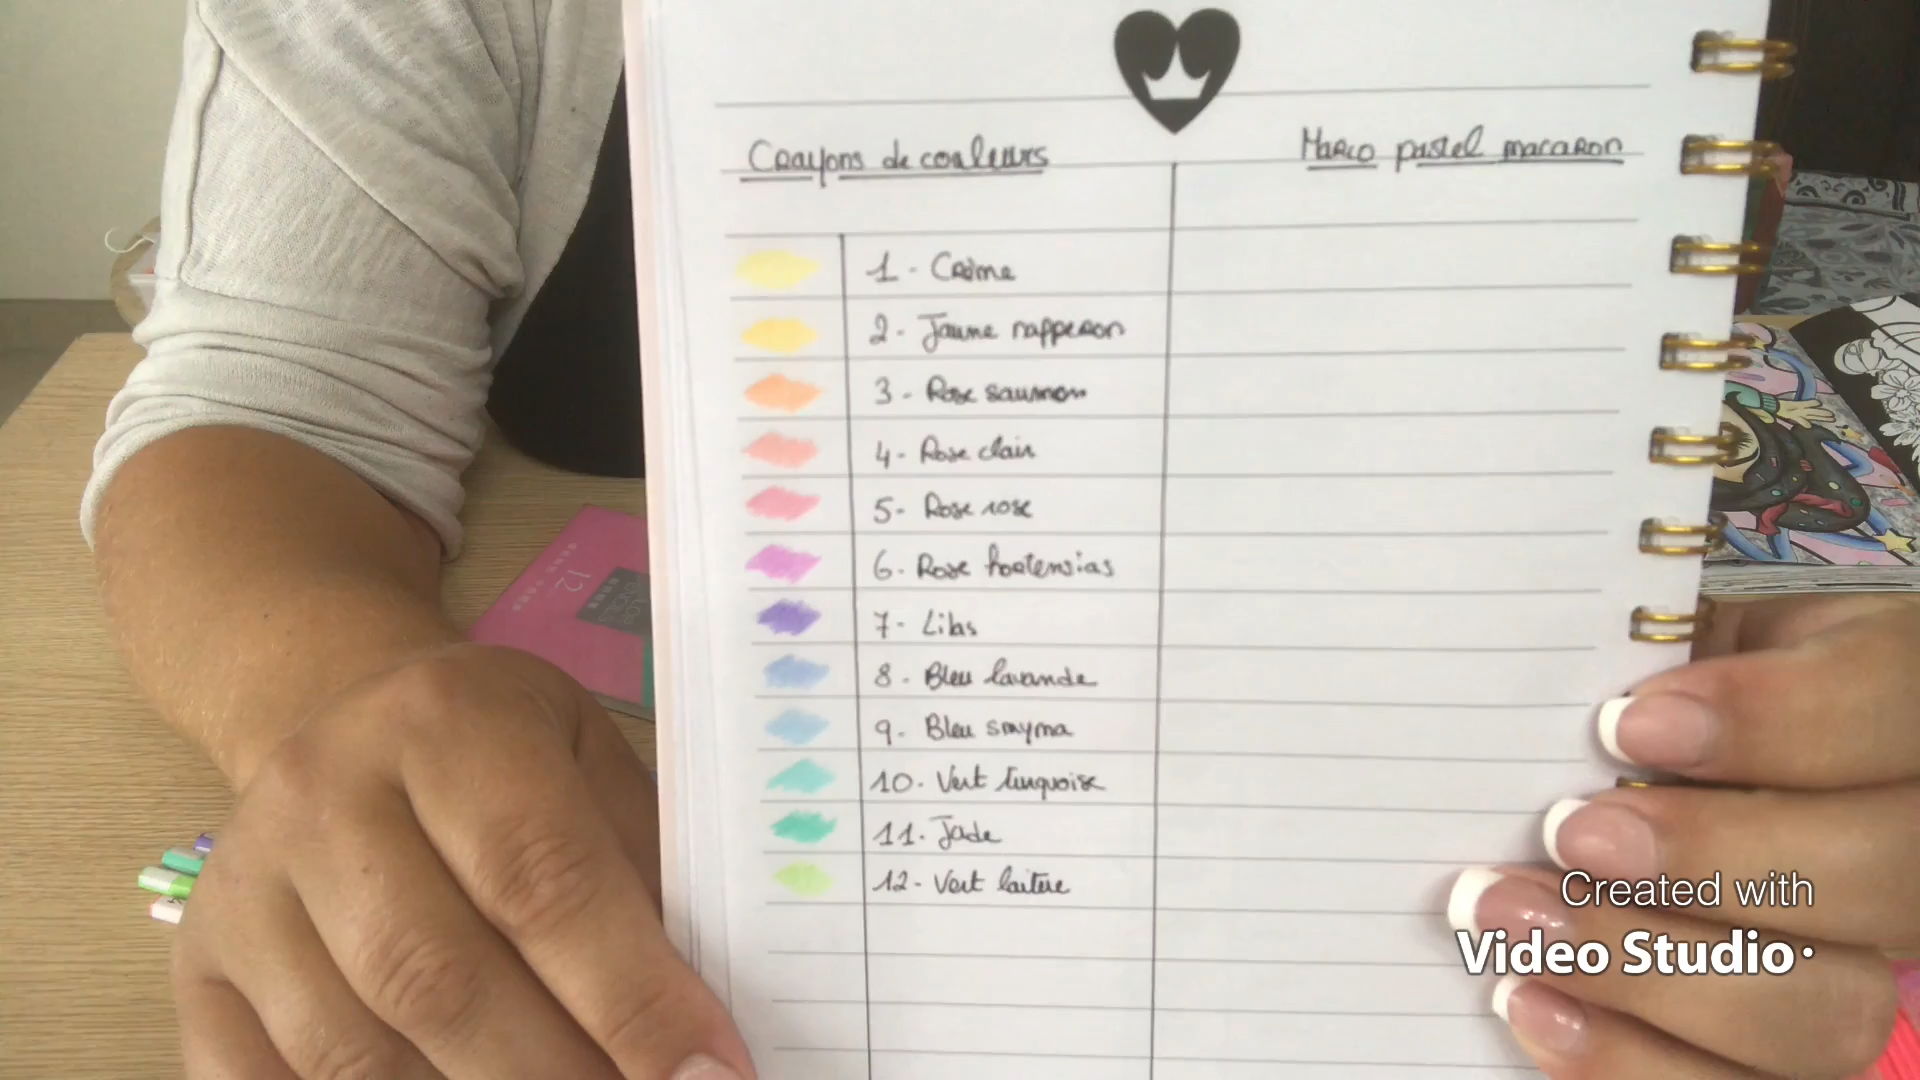 Crayons de couleurs
Marco pastel macaron
1 - Crème
2 - Jaune napperon
3 - Rose saumon
4 - Rose clair
5 - Rose rose
6 - Rose hortensias
7 - Lilas
8 - Bleu lavande
9 - Bleu smyrna
10 - Vert turquoise
11 - Jade
12 - Vert laitue
12
Created with
Video Studio